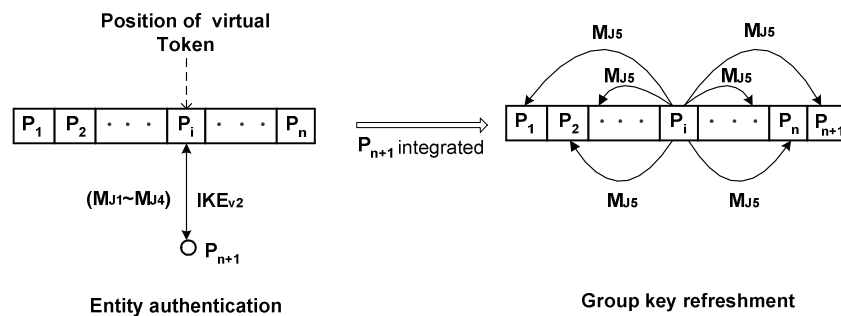 Position of virtual
Token
P1 P2 · · · Pi · · · Pn
(MJ1~MJ4) IKEv2
Pn+1
Entity authentication
Pn+1 integrated
MJ5 MJ5
MJ5 MJ5
P1 P2 · · · Pi · · · Pn Pn+1
MJ5 MJ5
Group key refreshment